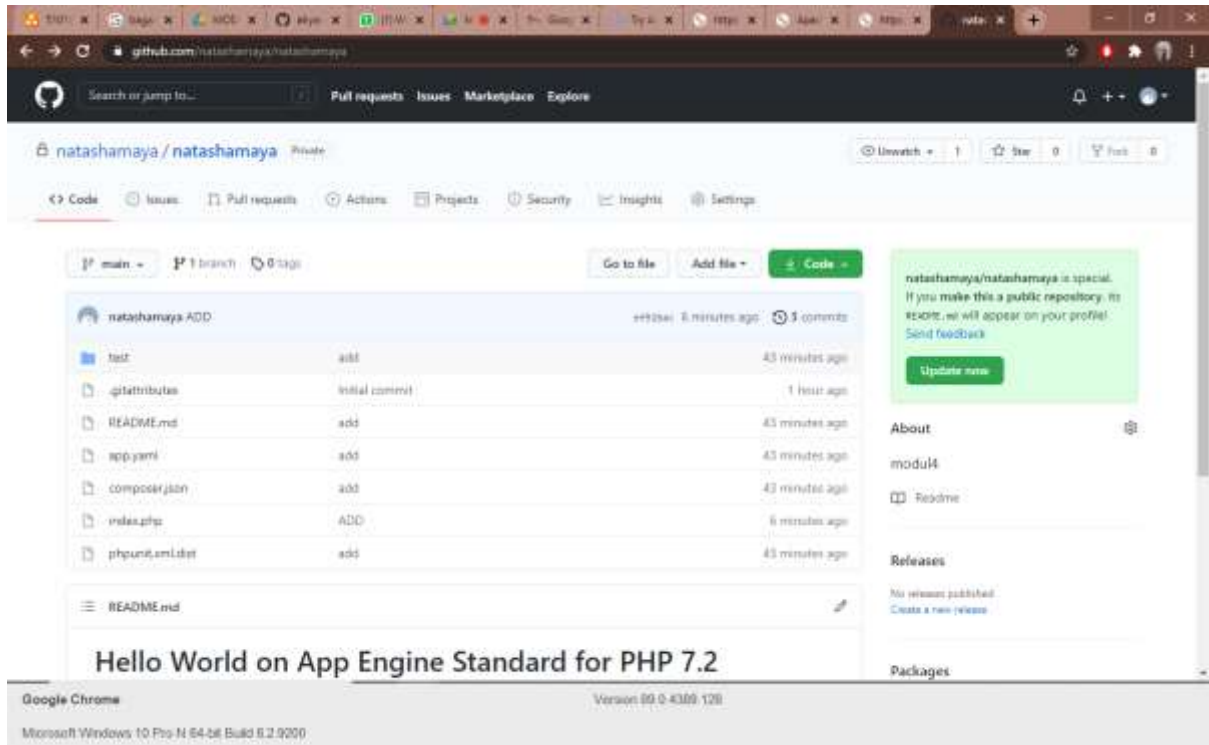 github.com/natashamaya/natashamaya
Search or jump to...
Pull requests Issues Marketplace Explore
natashamaya / natashamaya Private
Unwatch 1 Star 0 Fork 0
Code Issues Pull requests Actions Projects Security Insights Settings
main 1 branch 0 tags Go to file Add file Code
natashamaya ADD 6 minutes ago commits
test add 43 minutes ago
.gitattributes Initial commit 1 hour ago
README.md add 43 minutes ago
app.yaml add 43 minutes ago
composer.json add 43 minutes ago
index.php ADD 6 minutes ago
phpunit.xml.dist add 43 minutes ago
README.md
Hello World on App Engine Standard for PHP 7.2
natashamaya/natashamaya is special.
If you make this a public repository, its
README.md will appear on your profile!
Send feedback
Update now
About
modul4
Readme
Releases
No releases published
Create a new release
Packages
Google Chrome Version 89.0.4389.128
Microsoft Windows 10 Pro N 64-bit Build 6.2.9200